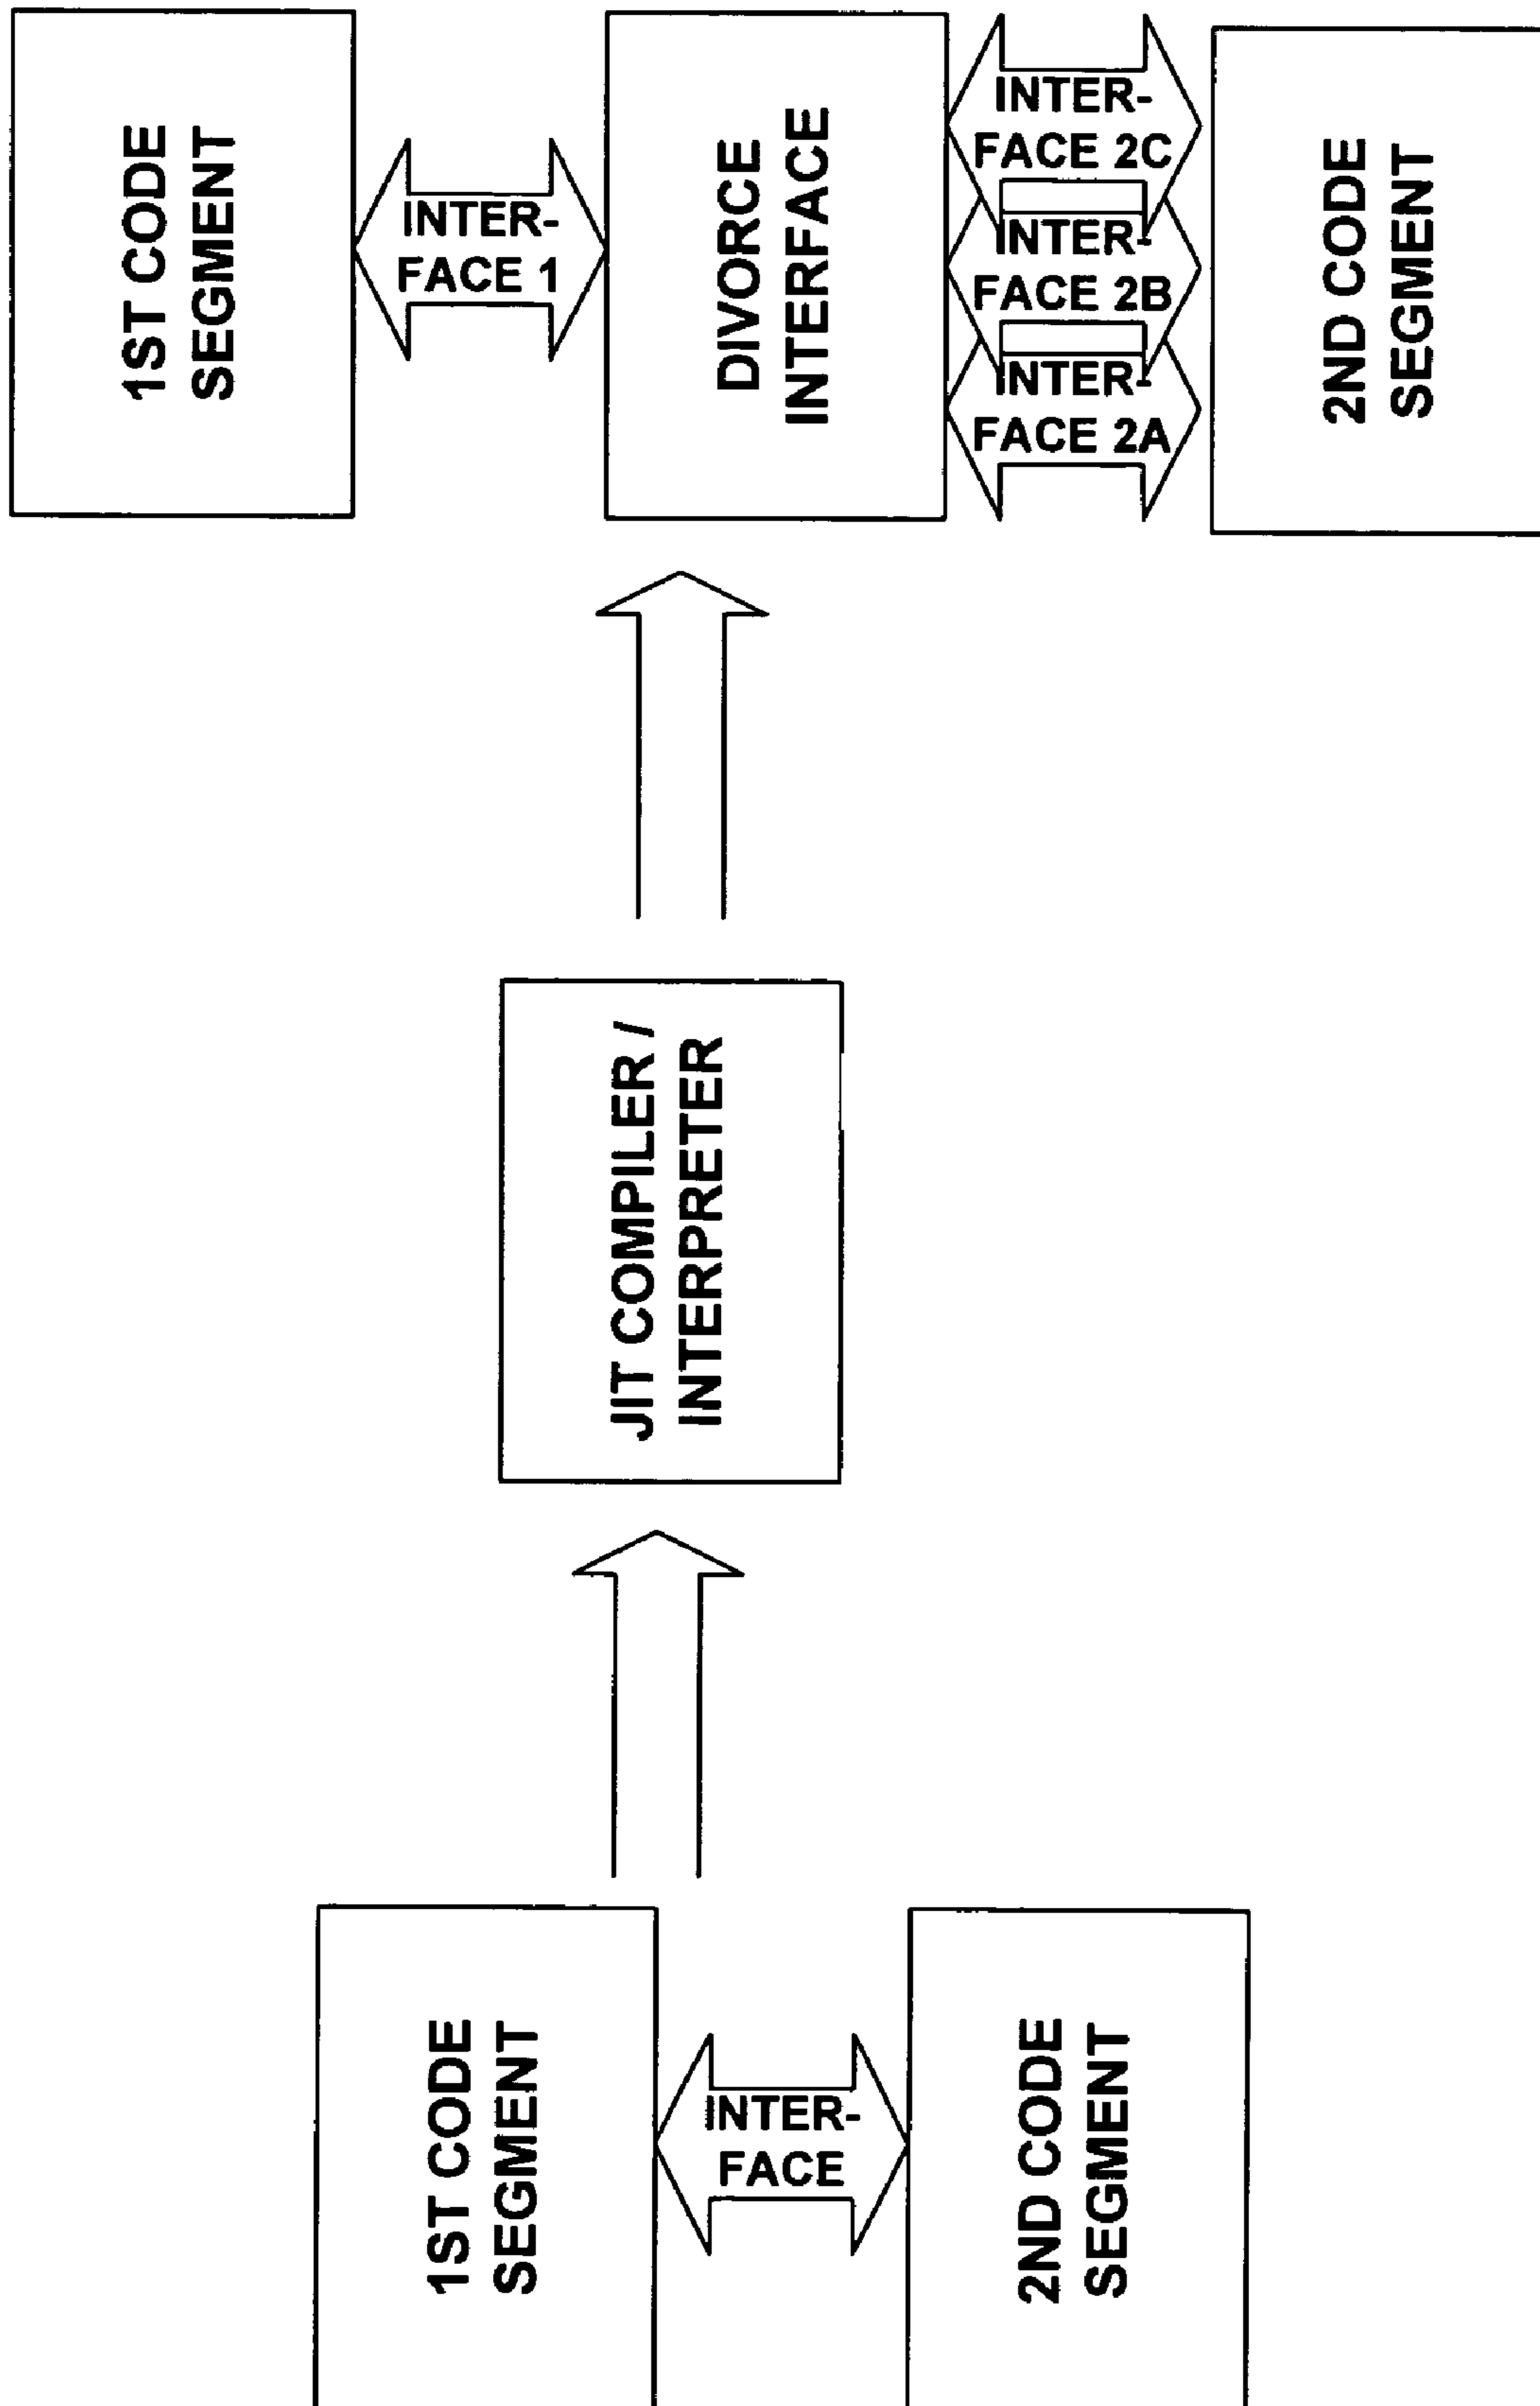 1ST CODE
SEGMENT
INTER-
FACE 1
DIVORCE
INTERFACE
INTER-
FACE 2C
INTER-
FACE 2B
INTER-
FACE 2A
2ND CODE
SEGMENT
JIT COMPILER /
INTERPRETER
1ST CODE
SEGMENT
INTER-
FACE
2ND CODE
SEGMENT